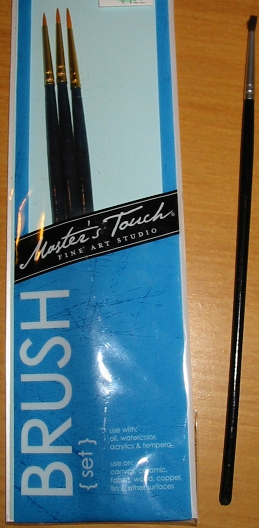 Master's Touch®
FINE ART STUDIO
BRUSH
{ set }
use with:
oil, watercolor,
acrylics & tempera
use on:
canvas, ceramic,
fabric, wood, copper,
tin & other surfaces